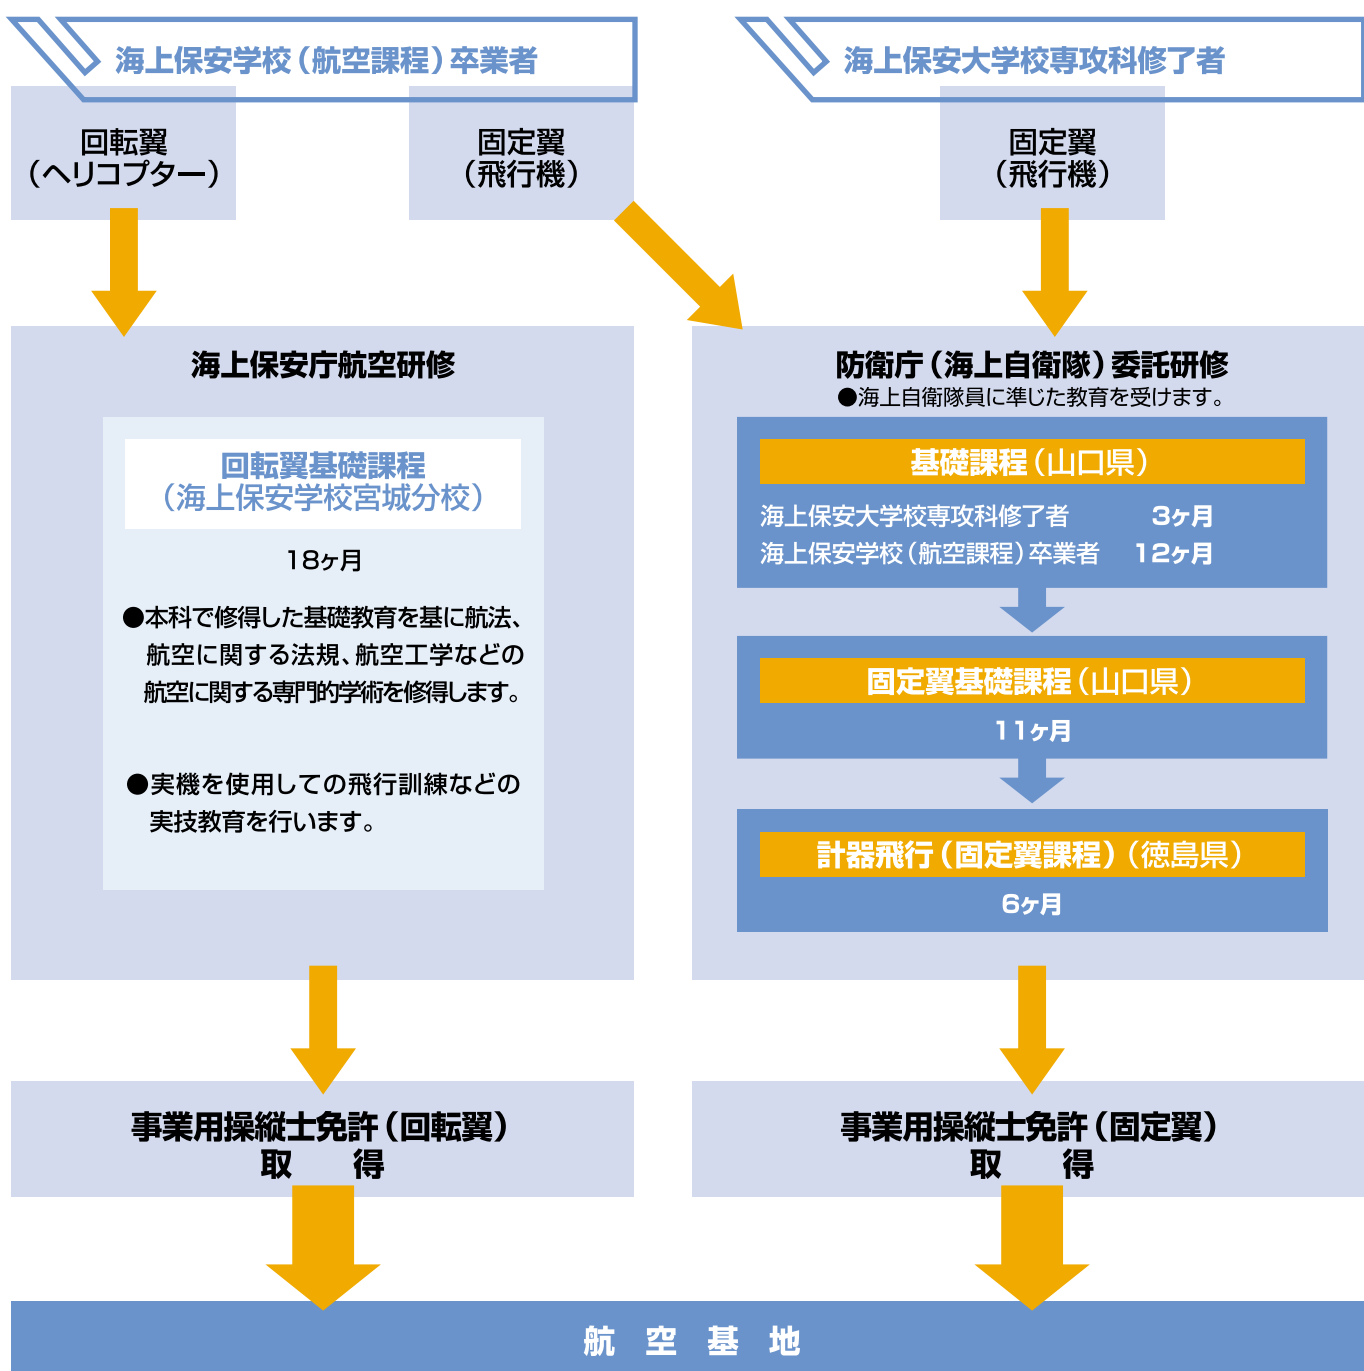 海上保安学校（航空課程）卒業者
回転翼
（ヘリコプター）
固定翼
（飛行機）
海上保安大学校専攻科修了者
固定翼
（飛行機）
海上保安庁航空研修
回転翼基礎課程
（海上保安学校宮城分校）
18ヶ月
●本科で修得した基礎教育を基に航法、
航空に関する法規、航空工学などの
航空に関する専門的学術を修得します。
●実機を使用しての飛行訓練などの
実技教育を行います。
防衛庁（海上自衛隊）委託研修
●海上自衛隊員に準じた教育を受けます。
基礎課程（山口県）
海上保安大学校専攻科修了者　3ヶ月
海上保安学校（航空課程）卒業者　12ヶ月
固定翼基礎課程（山口県）
11ヶ月
計器飛行（固定翼課程）（徳島県）
6ヶ月
事業用操縦士免許（回転翼）
取　得
事業用操縦士免許（固定翼）
取　得
航　空　基　地